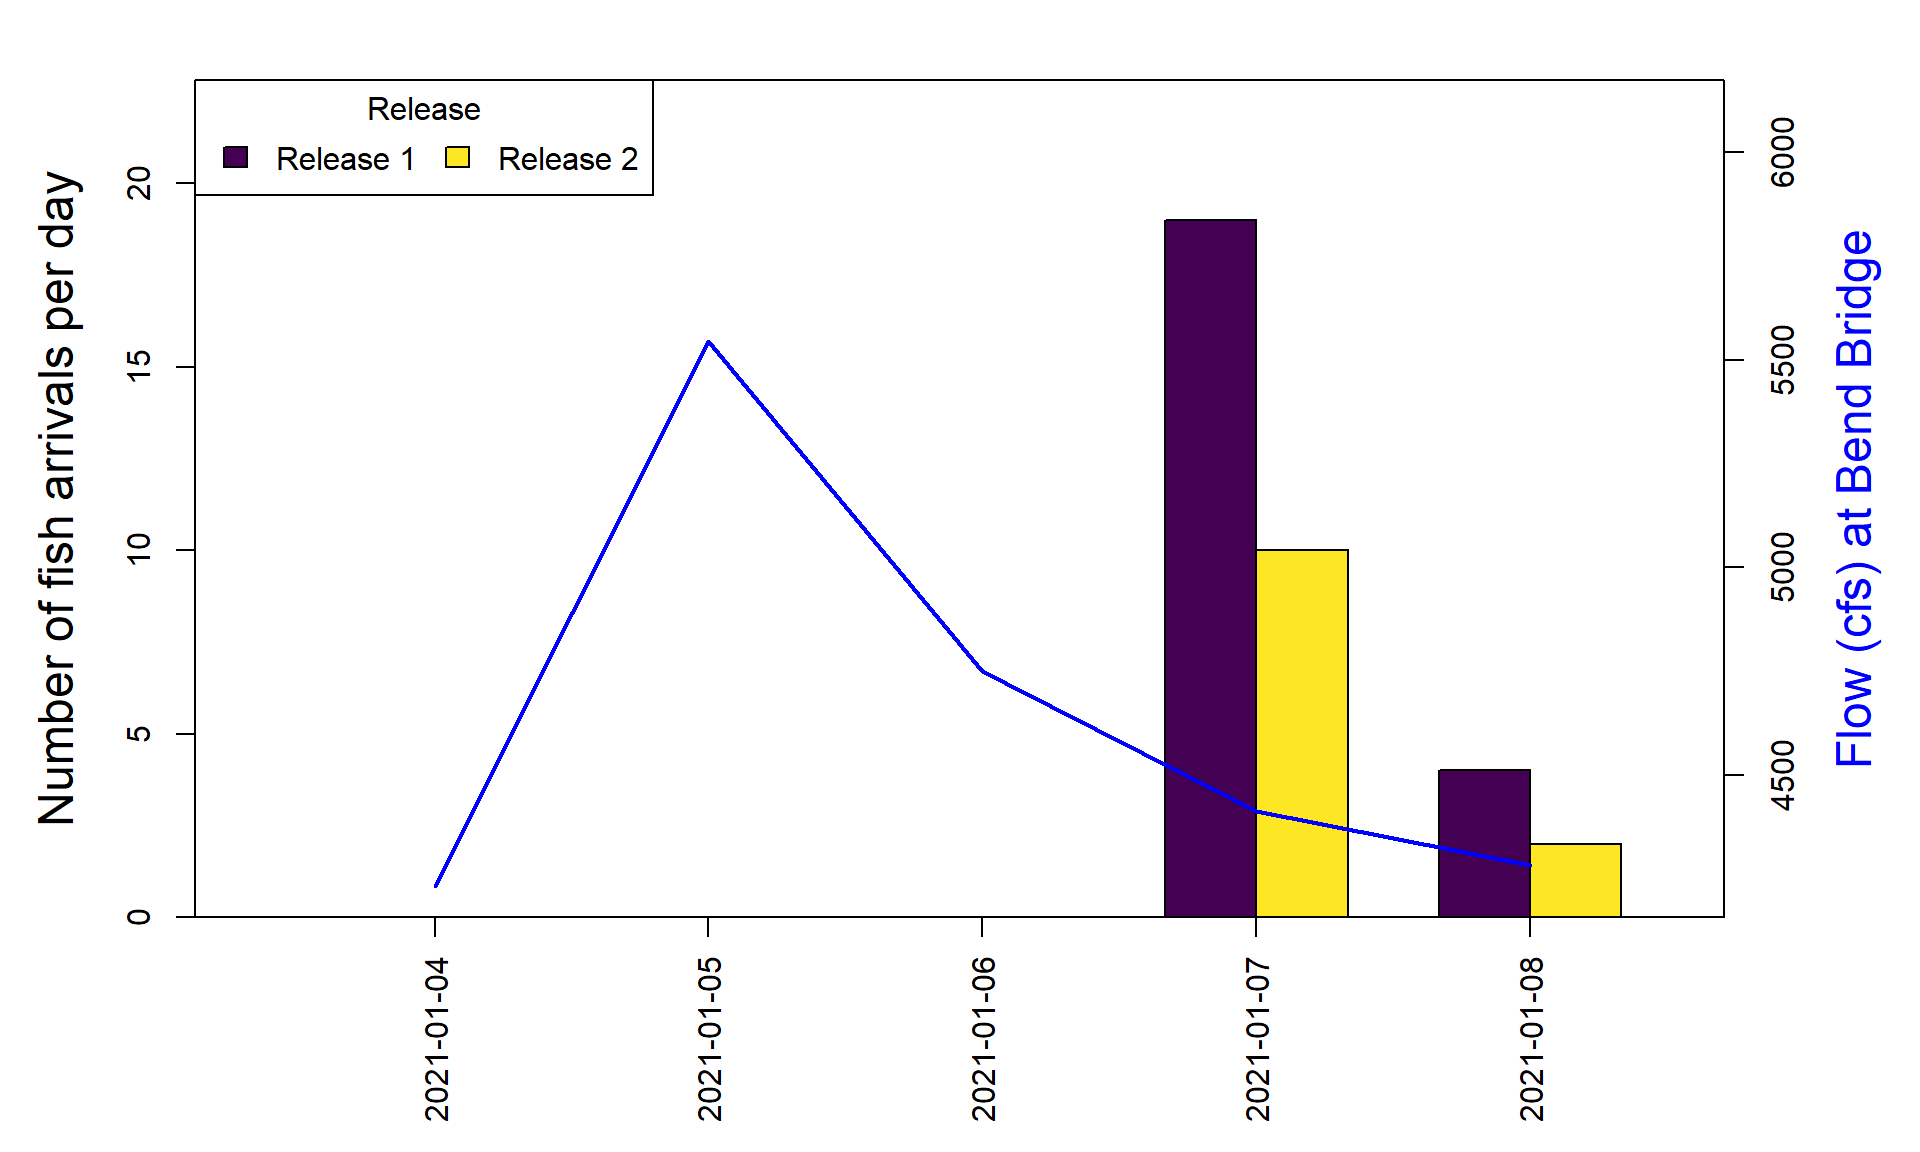 Release
Release 1
Release 2
Number of fish arrivals per day
20
15
10
5
0
6000
5500
5000
4500
Flow (cfs) at Bend Bridge
2021-01-04
2021-01-05
2021-01-06
2021-01-07
2021-01-08